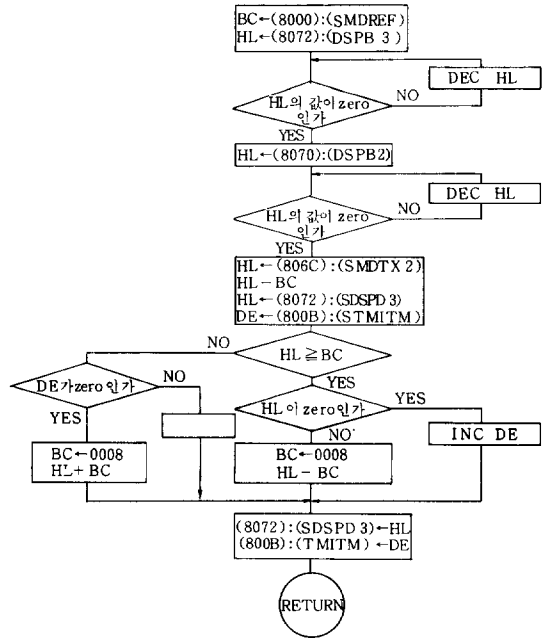 BC←(8000):(SMDREF)
HL←(8072):(DSPB 3)
DEC HL
HL의 값이 zero
인가
NO
YES
HL←(8070):(DSPB2)
DEC HL
HL의 값이 zero
인가
NO
YES
HL←(806C):(SMDTX 2)
HL-BC
HL←(8072):(SDSPD 3)
DE←(800B):(STMITM)
NO
HL≧BC
YES
DE가 zero 인가
NO
YES
HL이 zero인가
YES
NO
BC←0008
HL+BC
BC←0008
HL-BC
INC DE
(8072):(SDSPD 3)←HL
(800B):(TMITM)←DE
RETURN